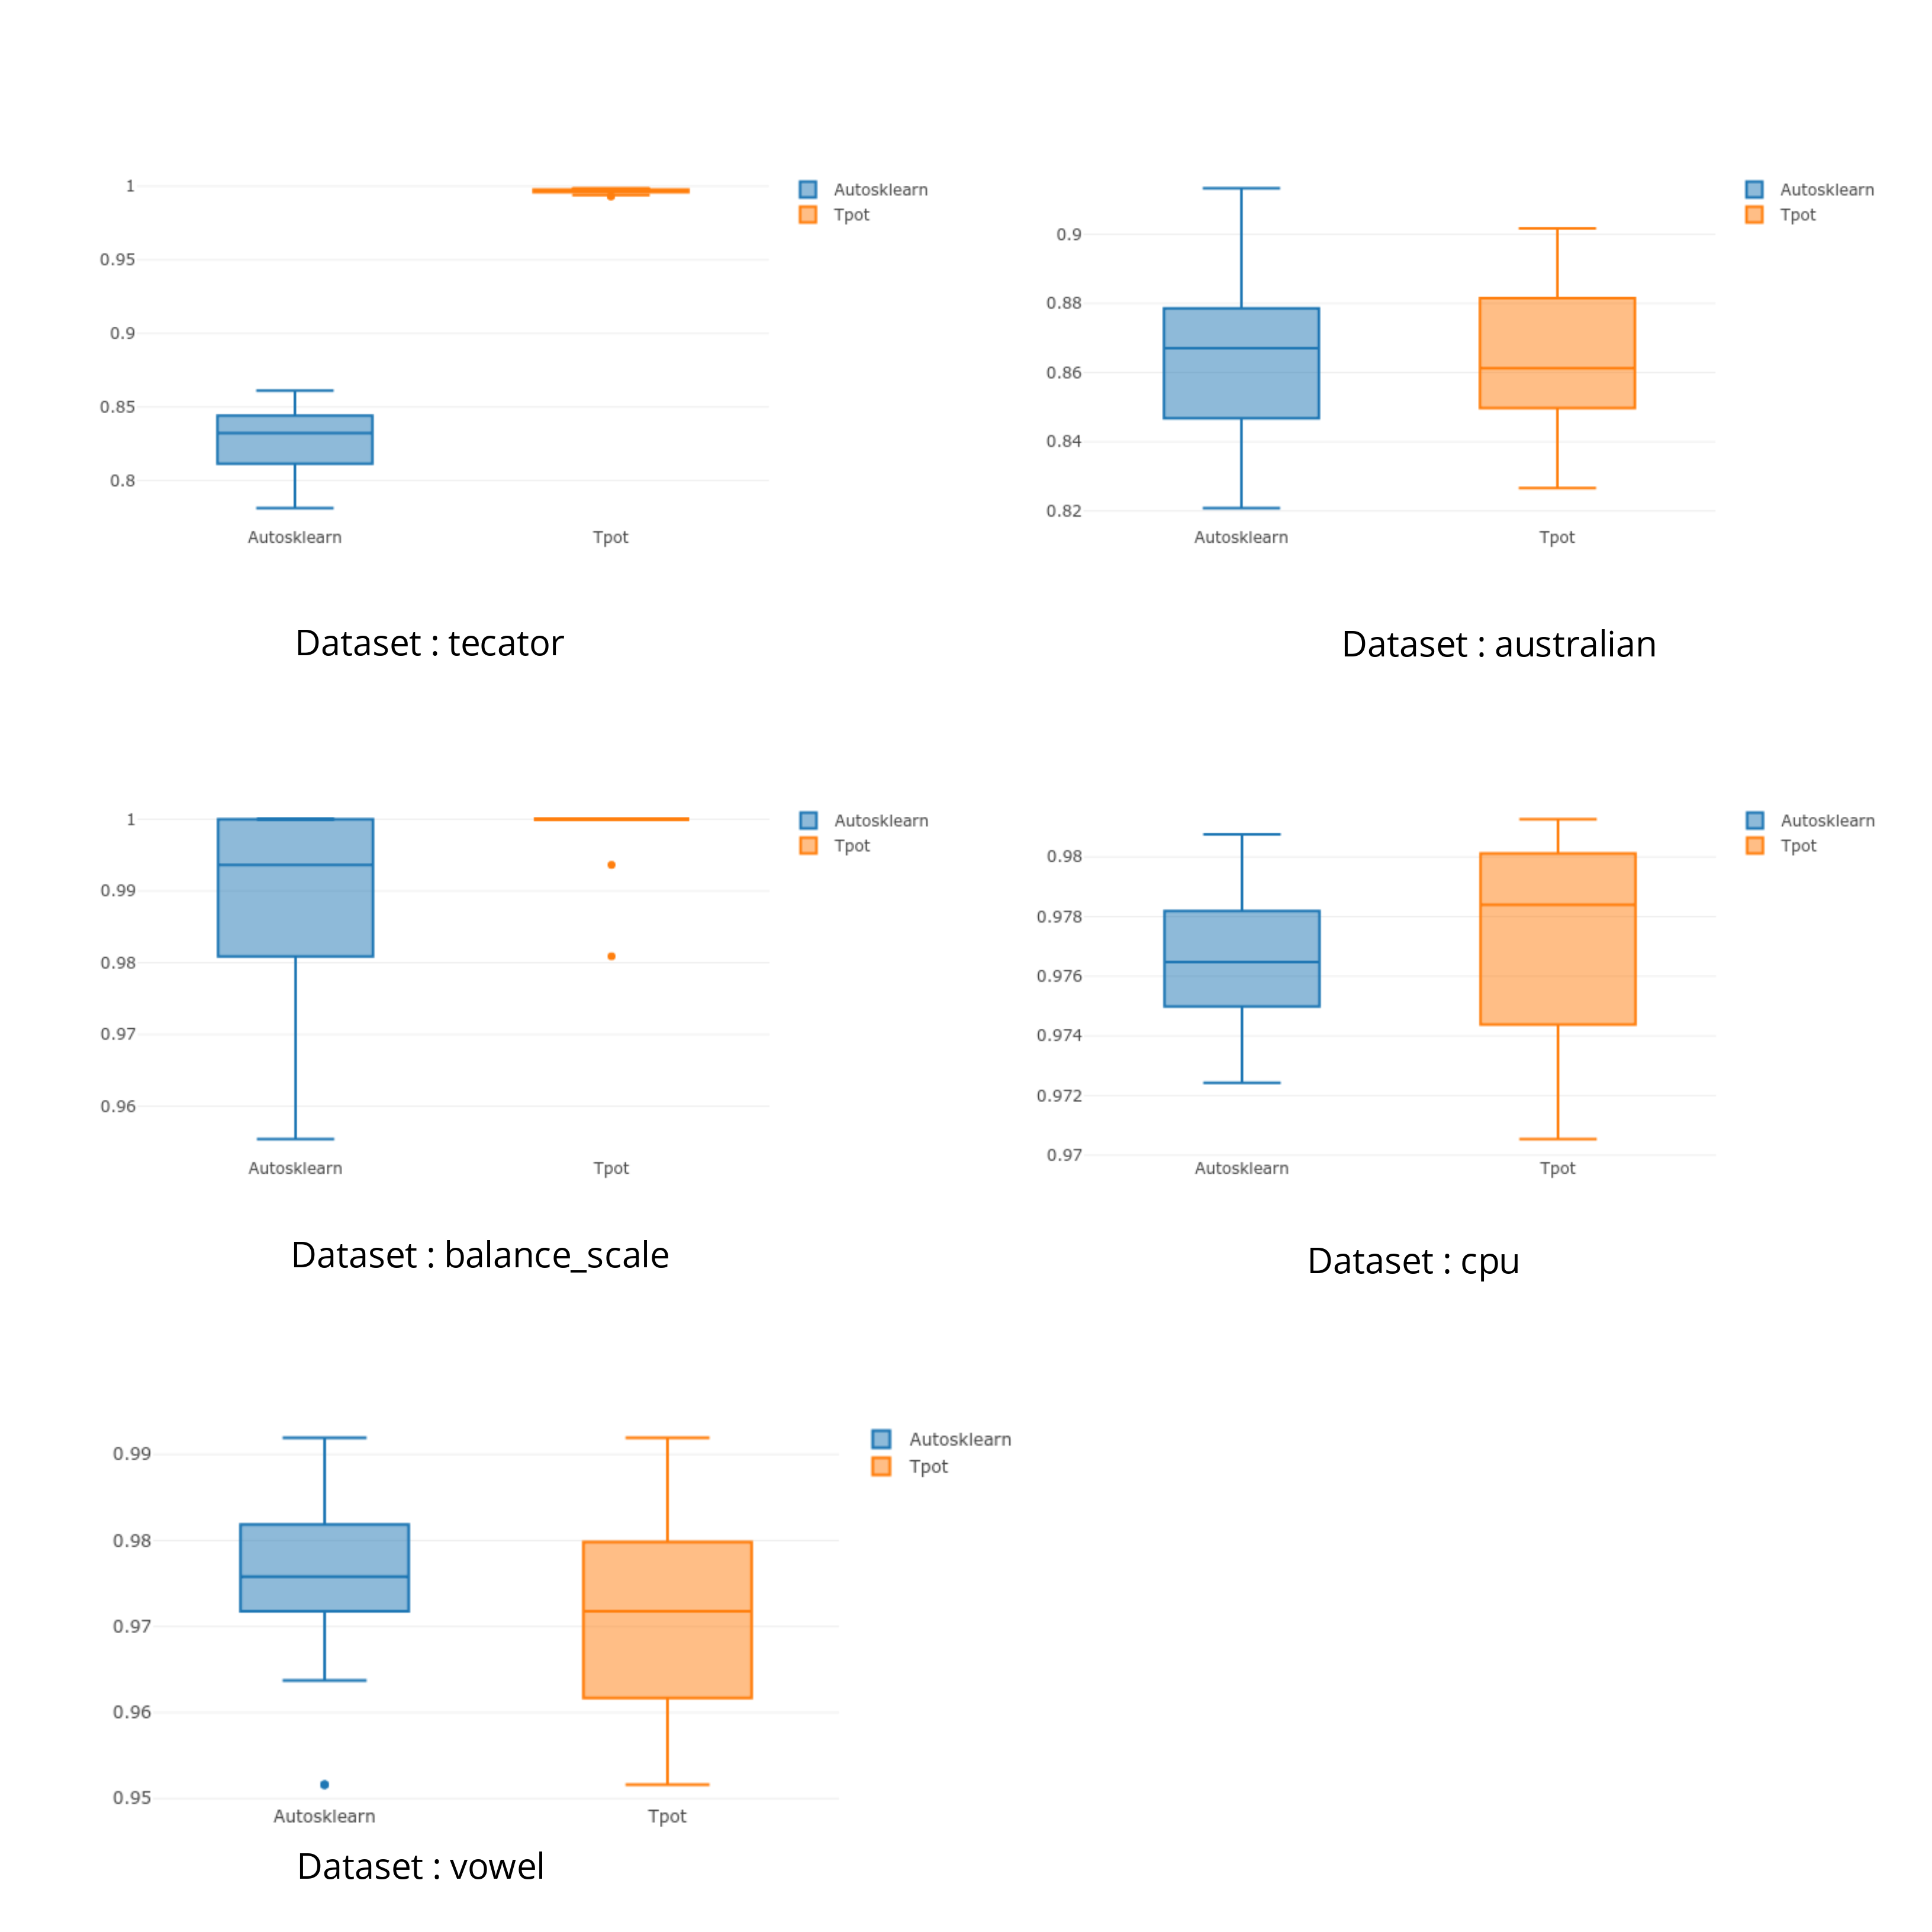 1
0.95
0.9
0.85
0.8
Autosklearn
Tpot
Autosklearn
Tpot
Dataset : tecator
0.9
0.88
0.86
0.84
0.82
Autosklearn
Tpot
Autosklearn
Tpot
Dataset : australian
1
0.99
0.98
0.97
0.96
Autosklearn
Tpot
Autosklearn
Tpot
Dataset : balance_scale
0.98
0.978
0.976
0.974
0.972
0.97
Autosklearn
Tpot
Autosklearn
Tpot
Dataset : cpu
0.99
0.98
0.97
0.96
0.95
Autosklearn
Tpot
Autosklearn
Tpot
Dataset : vowel